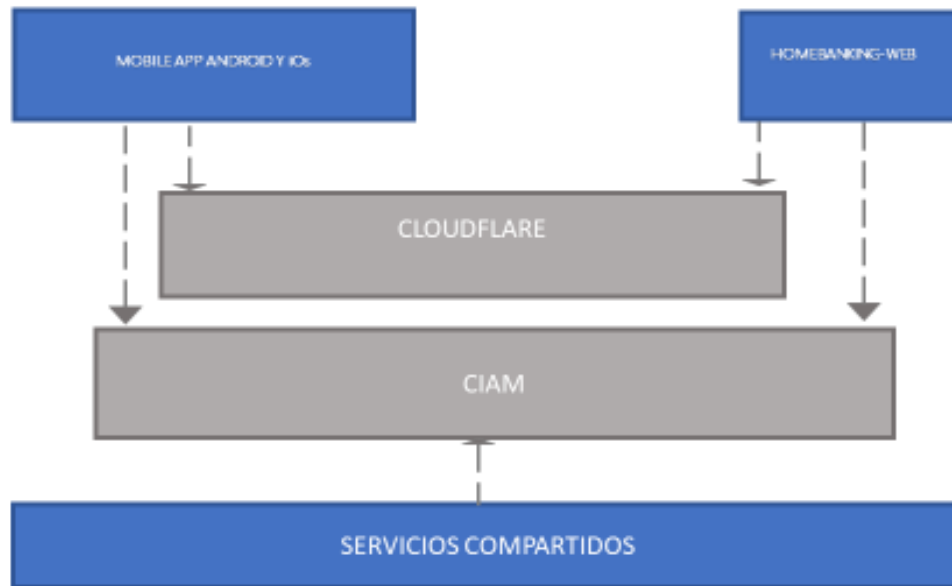 MOBILE APP ANDROID Y iOs
HOMEBANKING-WEB
CLOUDFLARE
CIAM
SERVICIOS COMPARTIDOS